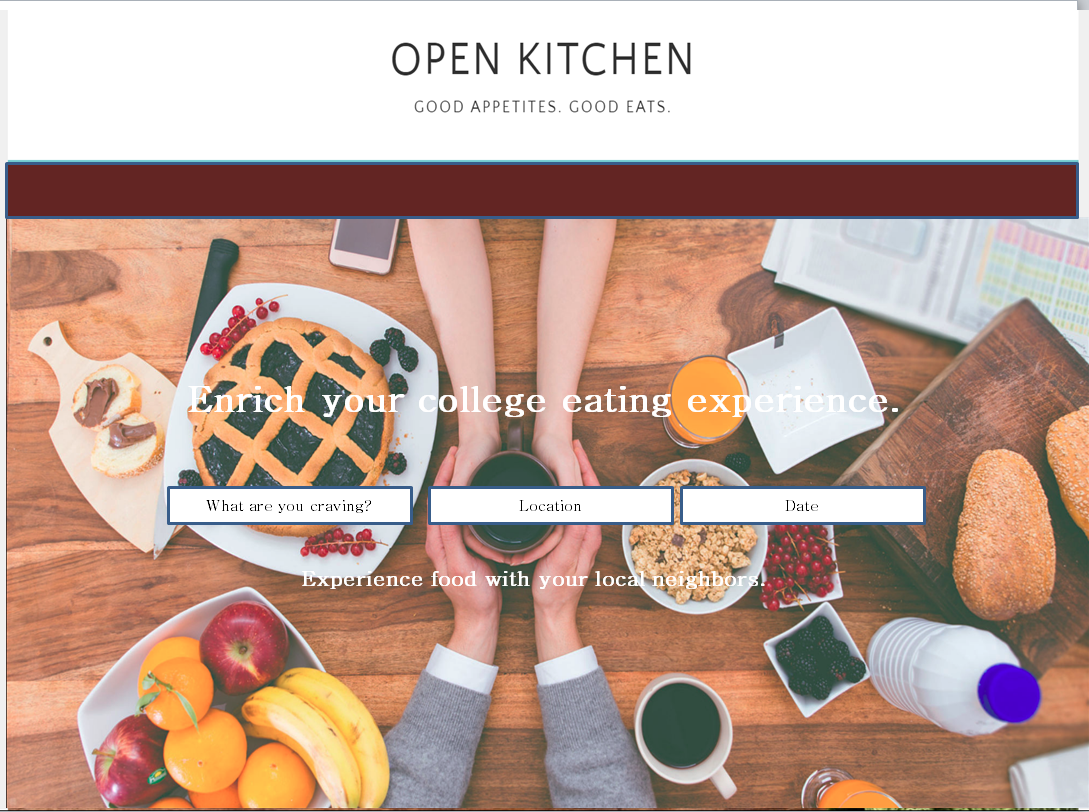 OPEN KITCHEN
GOOD APPETITES. GOOD EATS.
Enrich your college eating experience.
What are you craving?
Location
Date
Experience food with your local neighbors.